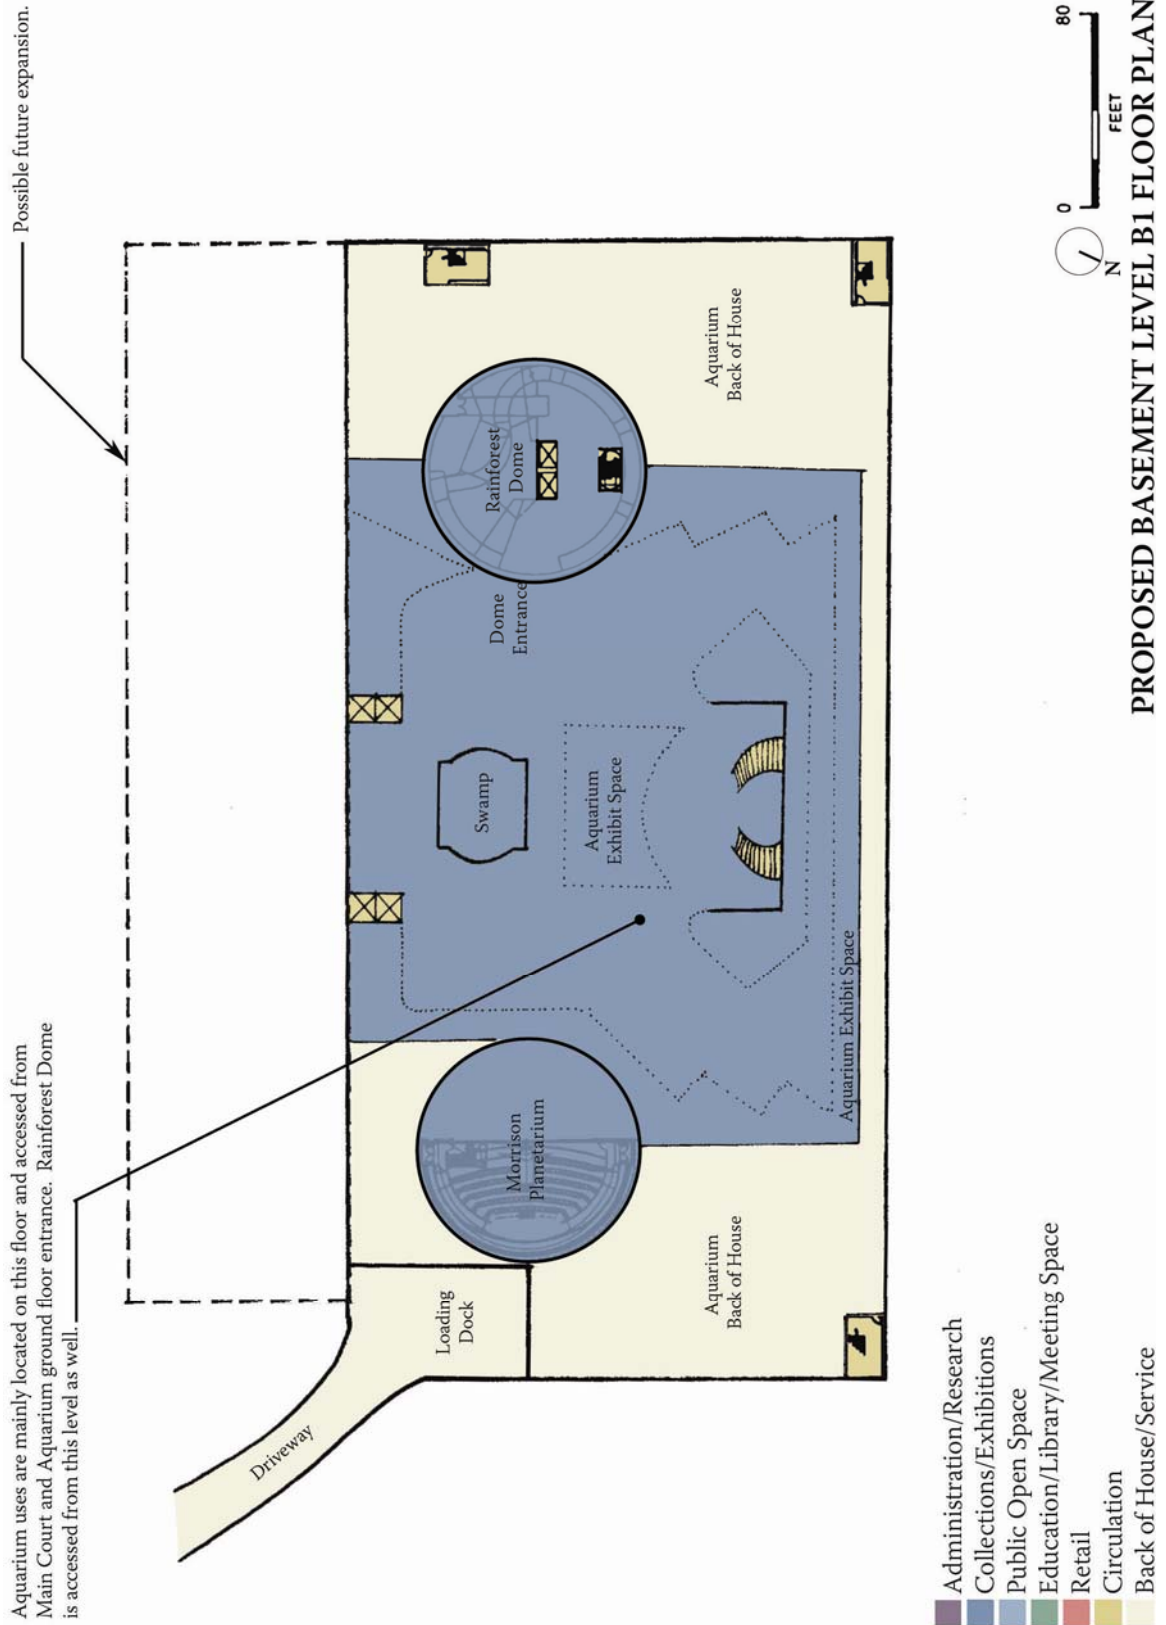 Aquarium uses are mainly located on this floor and accessed from
Main Court and Aquarium ground floor entrance. Rainforest Dome
is accessed from this level as well.
Possible future expansion.
Driveway
Loading
Dock
Morrison
Planetarium
Swamp
Dome
Entrance
Rainforest
Dome
Aquarium
Exhibit Space
Aquarium
Back of House
Aquarium
Back of House
Aquarium Exhibit Space
Administration/Research
Collections/Exhibitions
Public Open Space
Education/Library/Meeting Space
Retail
Circulation
Back of House/Service
N
0
80
FEET
PROPOSED BASEMENT LEVEL B1 FLOOR PLAN